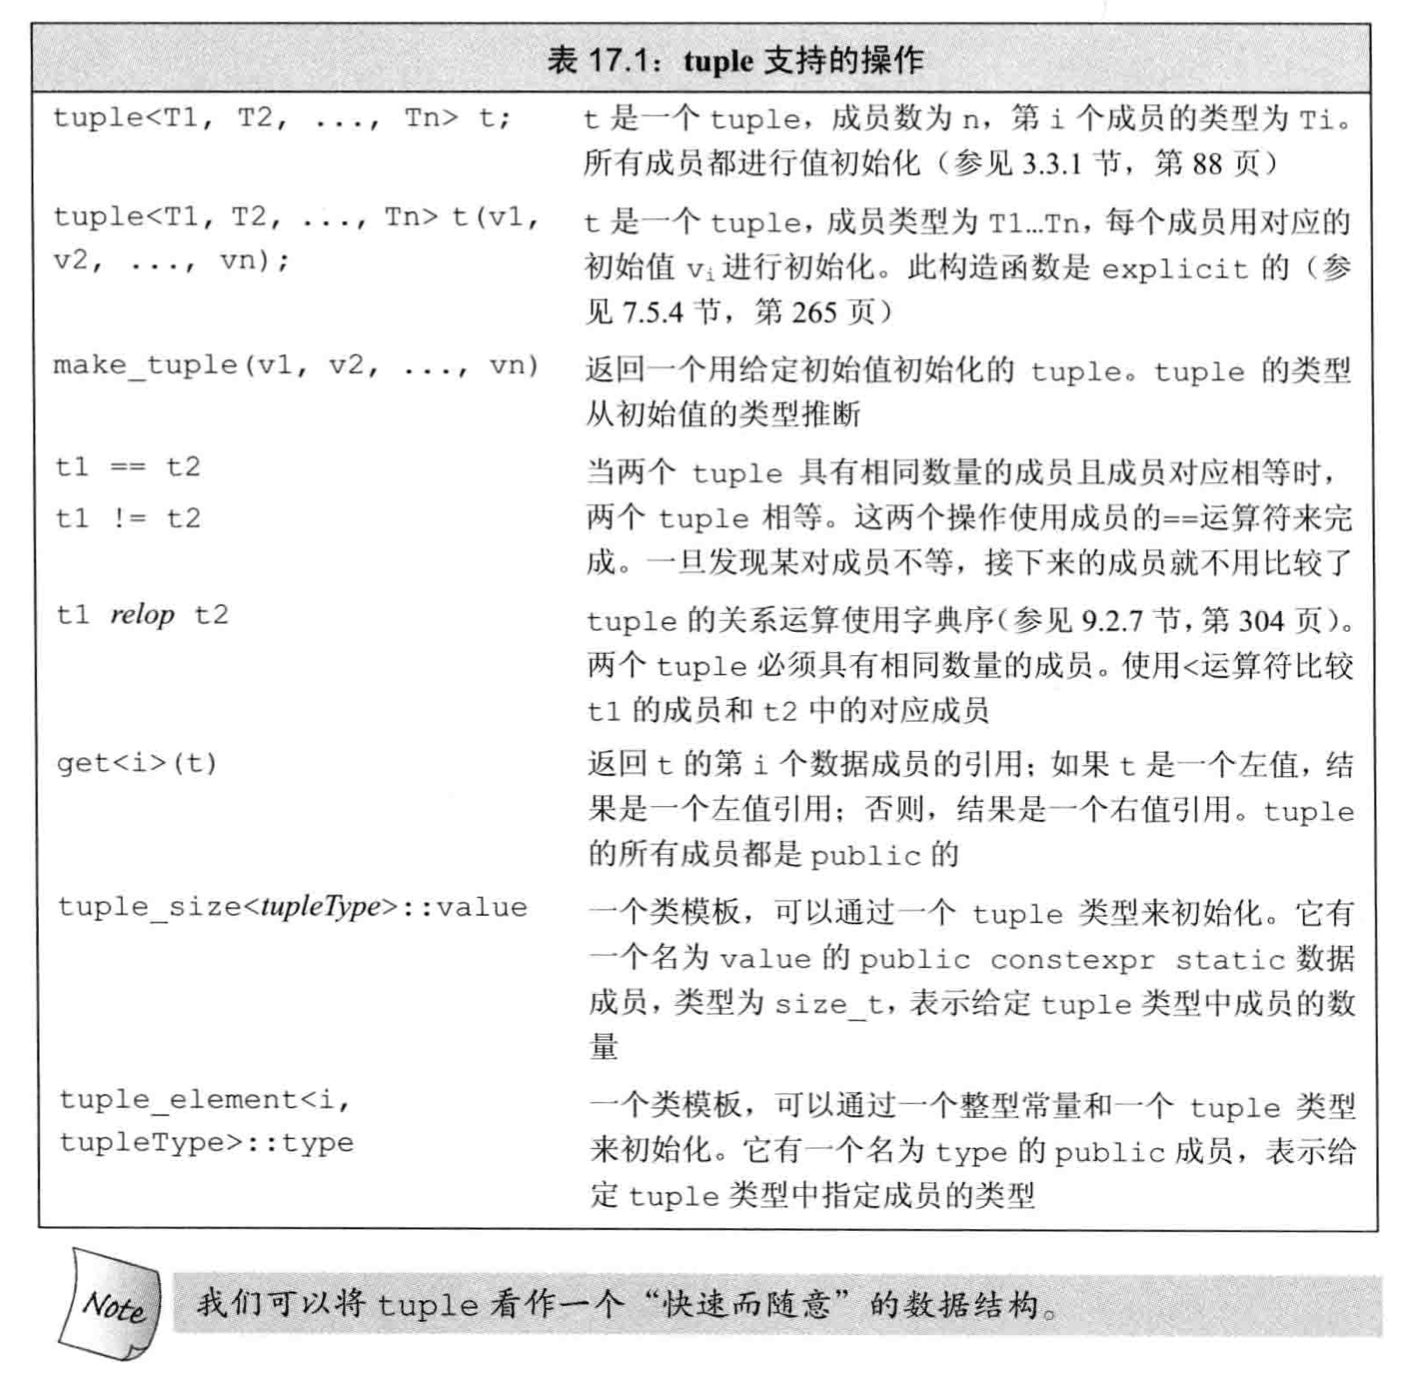 表 17.1：tuple 支持的操作
tuple<T1, T2, ..., Tn> t;
t 是一个 tuple，成员数为 n，第 i 个成员的类型为 Ti。
所有成员都进行值初始化（参见 3.3.1 节，第 88 页）
tuple<T1, T2, ..., Tn> t(v1,
v2, ..., vn);
t 是一个 tuple，成员类型为 T1…Tn，每个成员用对应的
初始值 vi 进行初始化。此构造函数是 explicit 的（参
见 7.5.4 节，第 265 页）
make_tuple(v1, v2, ..., vn)
返回一个用给定初始值初始化的 tuple。tuple 的类型
从初始值的类型推断
t1 == t2
t1 != t2
当两个 tuple 具有相同数量的成员且成员对应相等时，
两个 tuple 相等。这两个操作使用成员的==运算符来完
成。一旦发现某对成员不等，接下来的成员就不用比较了
t1 relop t2
tuple 的关系运算使用字典序（参见 9.2.7 节，第 304 页）。
两个 tuple 必须具有相同数量的成员。使用<运算符比较
t1 的成员和 t2 中的对应成员
get<i>(t)
返回 t 的第 i 个数据成员的引用；如果 t 是一个左值，结
果是一个左值引用；否则，结果是一个右值引用。tuple
的所有成员都是 public 的
tuple_size<tupleType>::value
一个类模板，可以通过一个 tuple 类型来初始化。它有
一个名为 value 的 public constexpr static 数据
成员，类型为 size_t，表示给定 tuple 类型中成员的数
量
tuple_element<i,
tupleType>::type
一个类模板，可以通过一个整型常量和一个 tuple 类型
来初始化。它有一个名为 type 的 public 成员，表示给
定 tuple 类型中指定成员的类型
Note
我们可以将 tuple 看作一个“快速而随意”的数据结构。